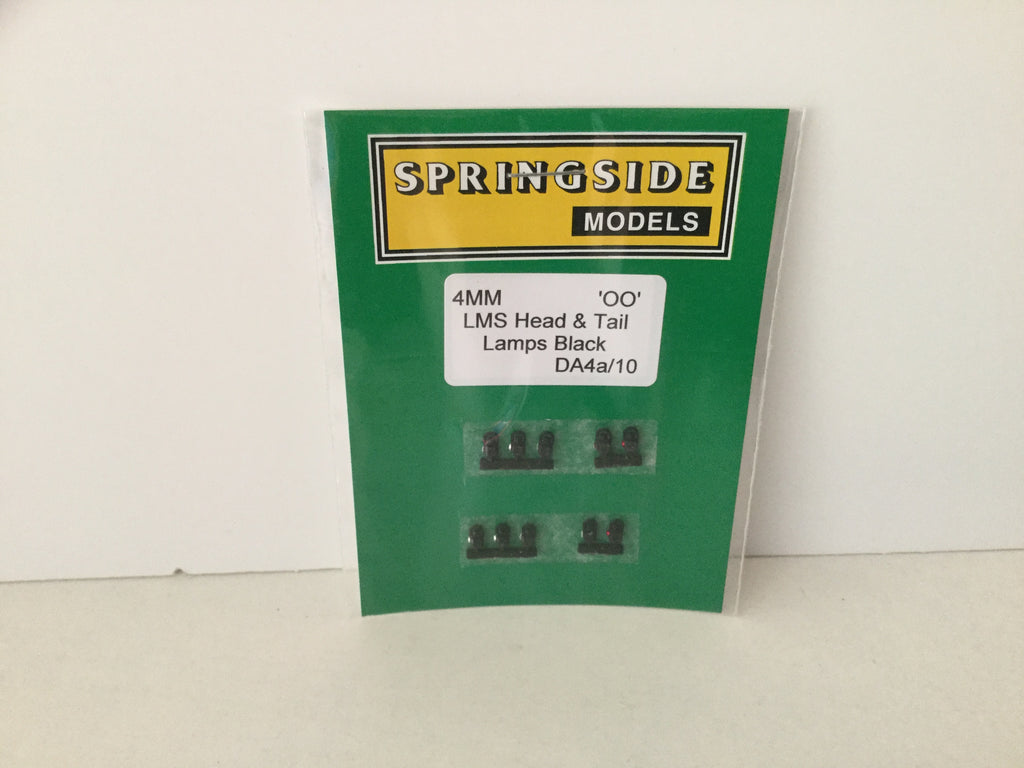 SPRINGSIDE
MODELS
4MM 'OO'
LMS Head & Tail
Lamps Black
DA4a/10